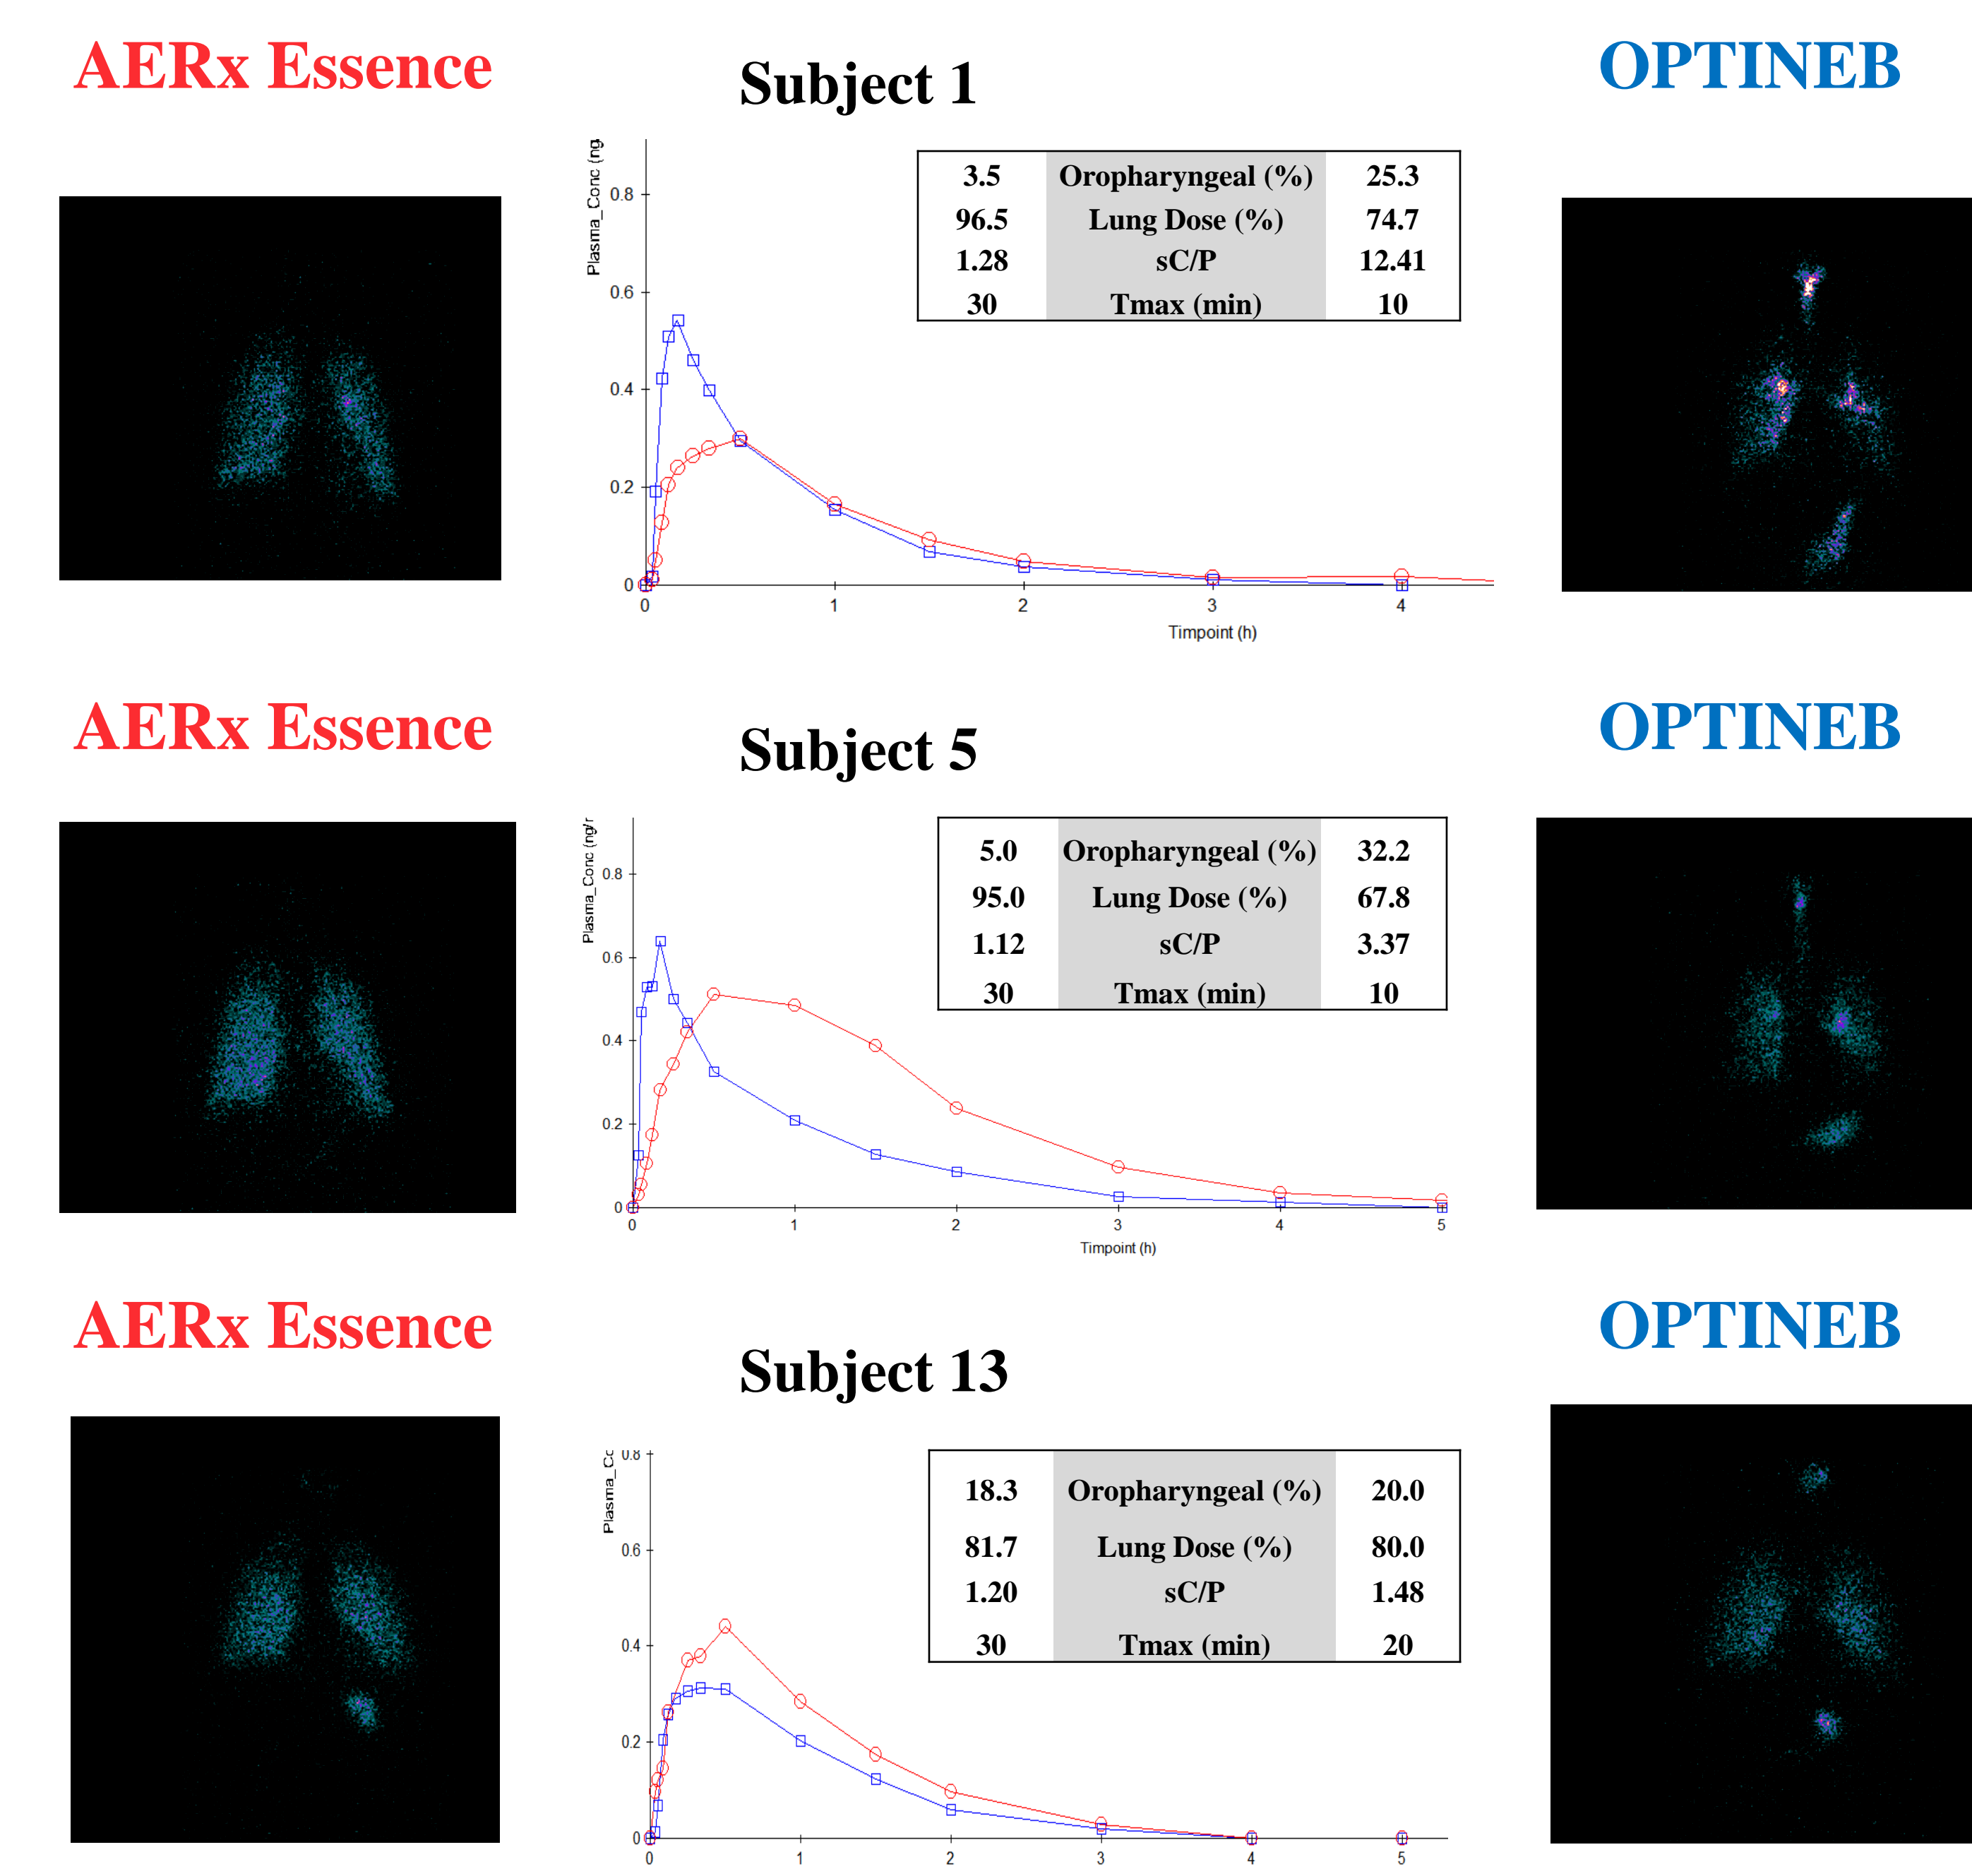 AERx Essence Subject 1 OPTINEB
Plasma_Conc (ng
0.8
0.6
0.4
0.2
0
0 1 2 3 4
Timpoint (h)
3.5 Oropharyngeal (%) 25.3
96.5 Lung Dose (%) 74.7
1.28 sC/P 12.41
30 Tmax (min) 10
AERx Essence Subject 5 OPTINEB
Plasma_Conc (ng/r
0.8
0.6
0.4
0.2
0
0 1 2 3 4 5
Timpoint (h)
5.0 Oropharyngeal (%) 32.2
95.0 Lung Dose (%) 67.8
1.12 sC/P 3.37
30 Tmax (min) 10
AERx Essence Subject 13 OPTINEB
Plasma_Cc
0.8
0.6
0.4
0.2
0
0 1 2 3 4 5
18.3 Oropharyngeal (%) 20.0
81.7 Lung Dose (%) 80.0
1.20 sC/P 1.48
30 Tmax (min) 20